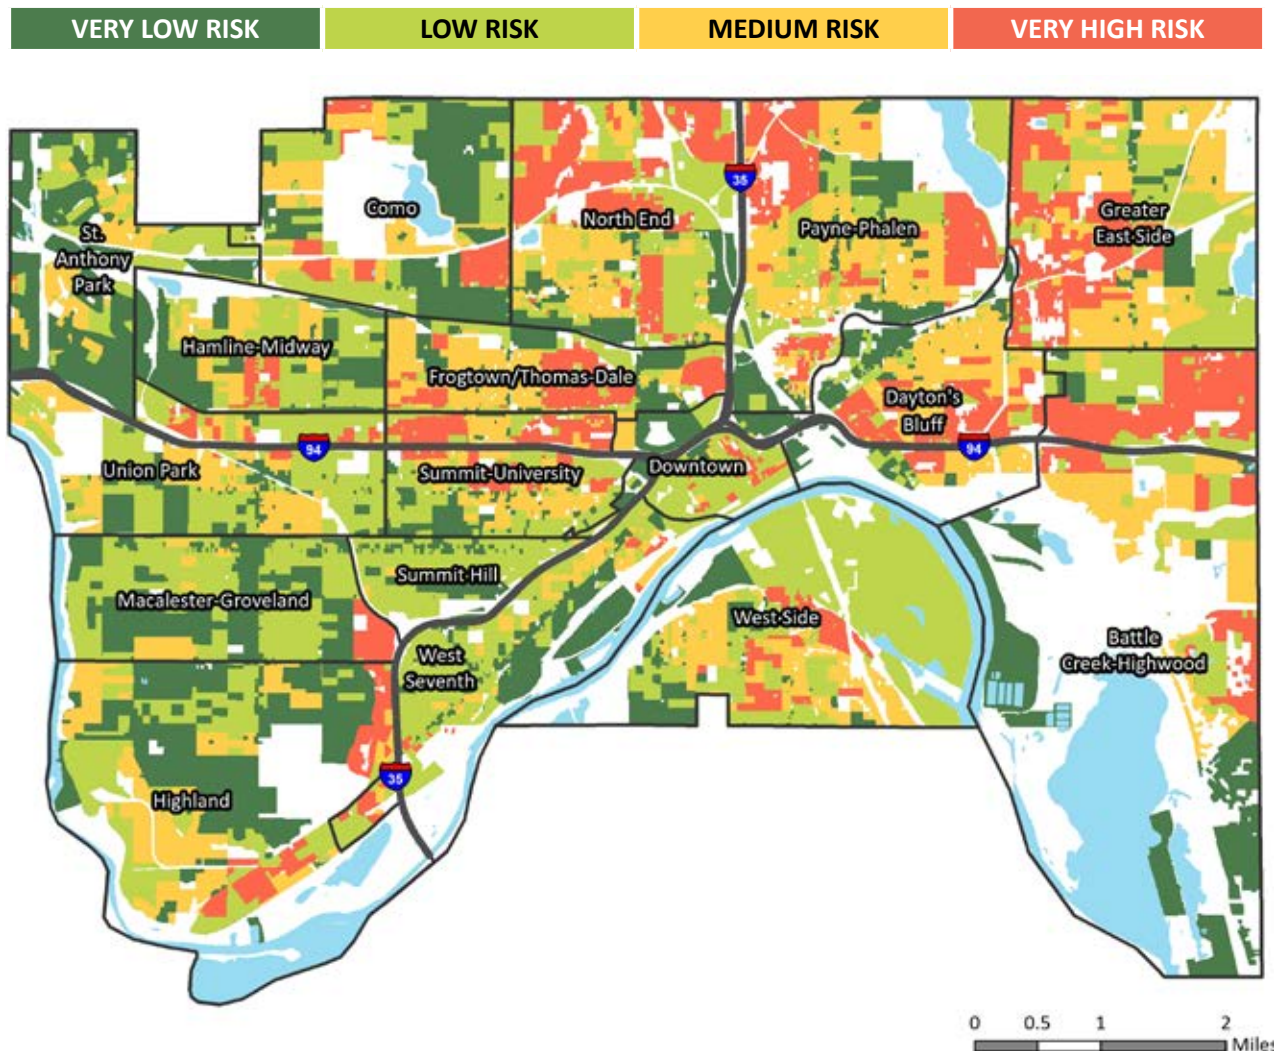 VERY LOW RISK
LOW RISK
MEDIUM RISK
VERY HIGH RISK
35
Como
North End
Payne-Phalen
Greater
East Side
St.
Anthony
Park
Hamline-Midway
Frogtown/Thomas-Dale
Dayton's
Bluff
94
94
Union Park
Summit-University
Downtown
Summit Hill
Macalester-Groveland
West Side
West
Seventh
Battle
Creek-Highwood
35
Highland
0 0.5 1 2
Miles